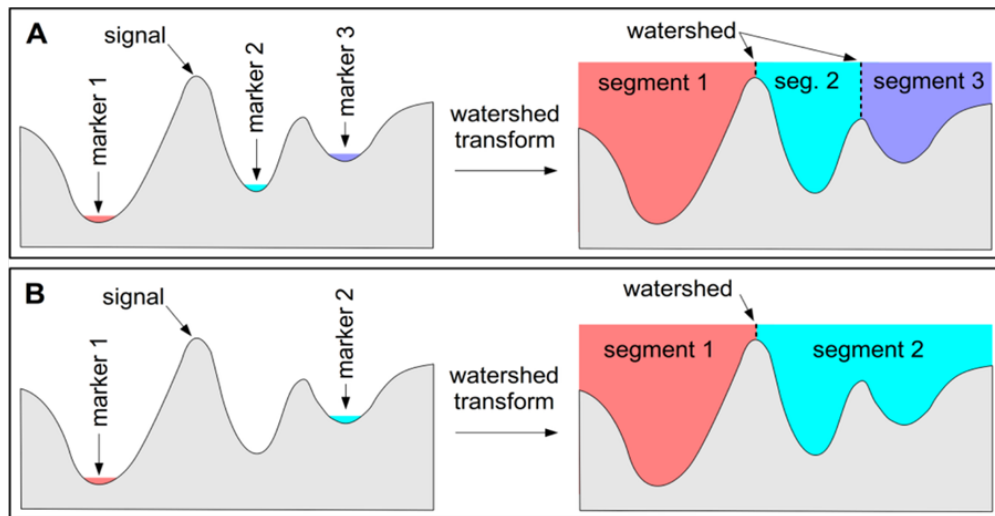 A
signal
marker 1
marker 2
marker 3
watershed
transform
watershed
segment 1
seg. 2
segment 3
B
signal
marker 1
marker 2
watershed
transform
watershed
segment 1
segment 2